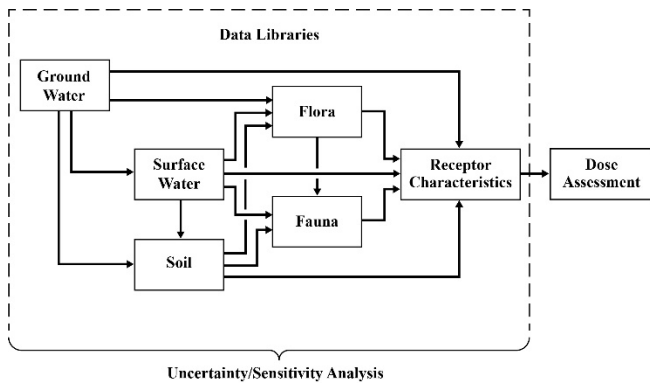 Data Libraries
Ground
Water
Flora
Surface
Water
Receptor
Characteristics
Dose
Assessment
Fauna
Soil
Uncertainty/Sensitivity Analysis